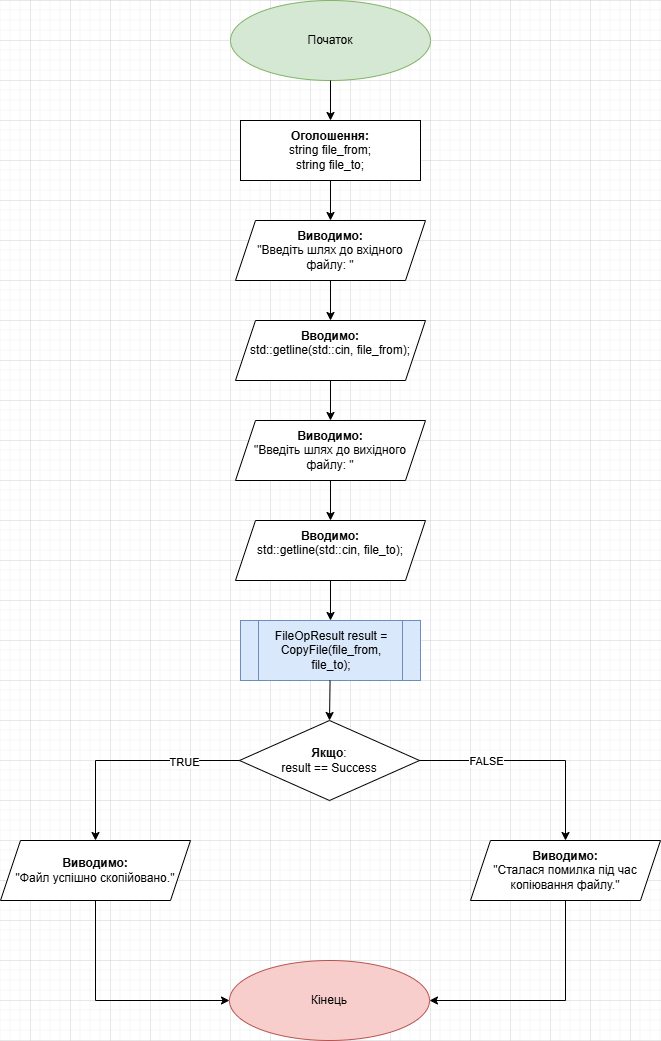 Початок
Оголошення:
string file_from;
string file_to;
Виводимо:
"Введіть шлях до вхідного
файлу: "
Вводимо:
std::getline(std::cin, file_from);
Виводимо:
"Введіть шлях до вихідного
файлу: "
Вводимо:
std::getline(std::cin, file_to);
FileOpResult result =
CopyFile(file_from,
file_to);
Якщо:
result == Success
TRUE
FALSE
Виводимо:
"Файл успішно скопійовано."
Виводимо:
"Сталася помилка під час
копіювання файлу."
Кінець